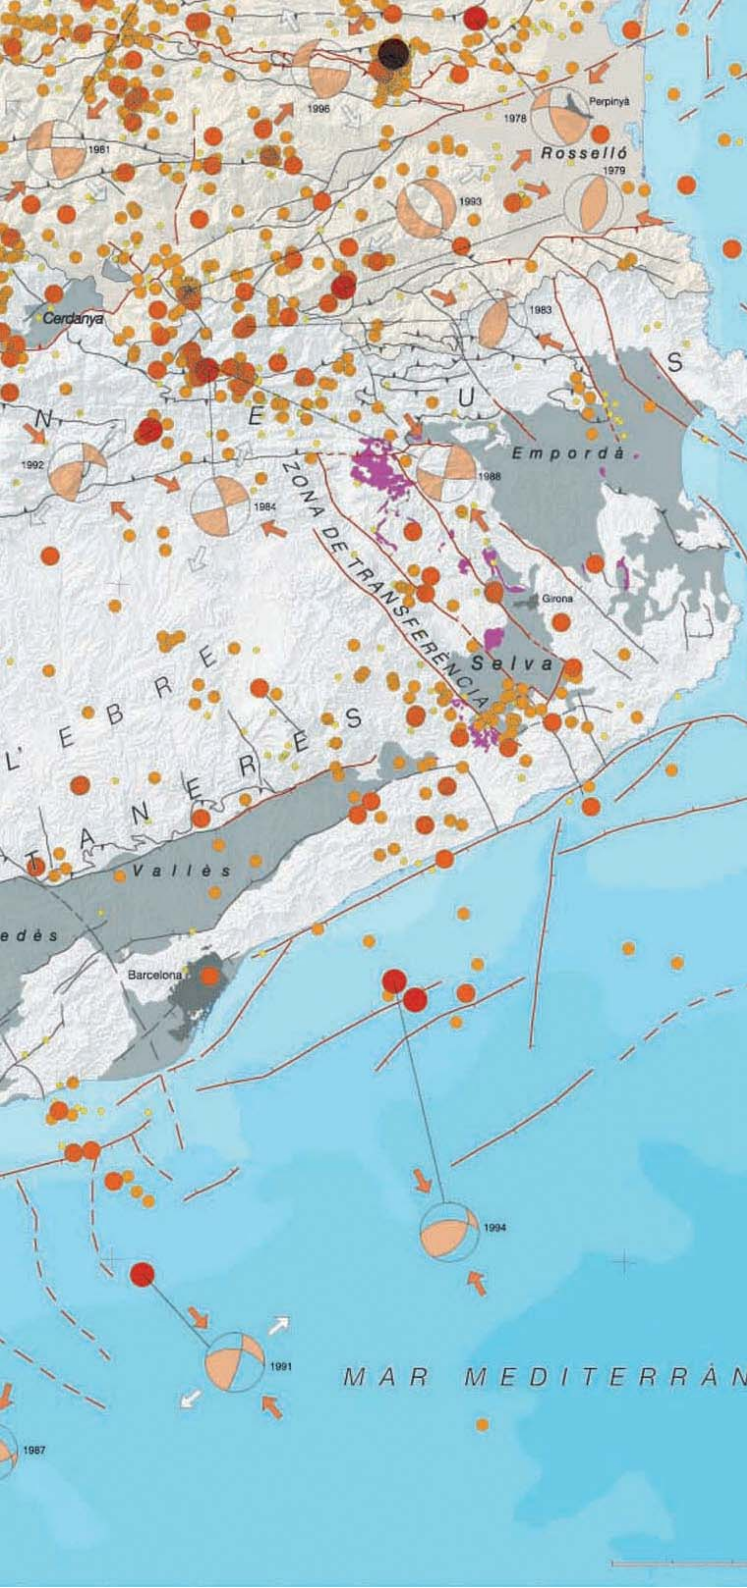 1996
Perpinyà
1978
1981
Rosselló
1979
1993
Cerdanya
1983
S
U
N
E
Empordà
1992
1988
1984
ZONA DE TRANSFERÈNCIA
Girona
Selva
L' EBRE
TANERES
Vallès
edès
Barcelona
1994
1991
MAR MEDITERRÀN
1987